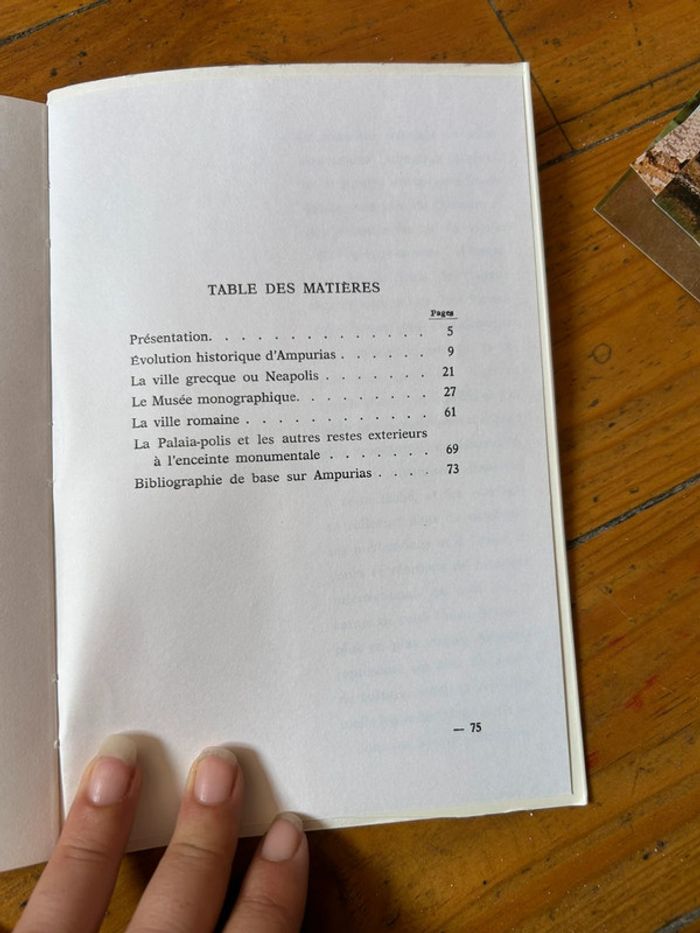 TABLE DES MATIÈRES
Pages
Présentation. . . . . . . . . . . . . . 5
Évolution historique d'Ampurias . . . . . . 9
La ville grecque ou Neapolis . . . . . . . 21
Le Musée monographique. . . . . . . . . 27
La ville romaine . . . . . . . . . . . . 61
La Palaia-polis et les autres restes exterieurs
à l'enceinte monumentale . . . . . . . 69
Bibliographie de base sur Ampurias . . . . 73
— 75